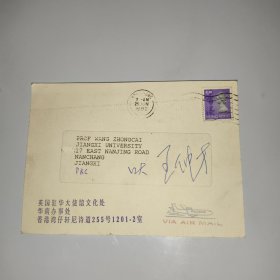 PROF WANG ZHONGCAI
JIANGXI UNIVERSITY
17 EAST NANJING ROAD
NANCHANG
JIANGXI
PRC
英国驻华大使馆文化处
华南办事处
香港湾仔轩尼诗道255号1201-2室
VIA AIR MAIL